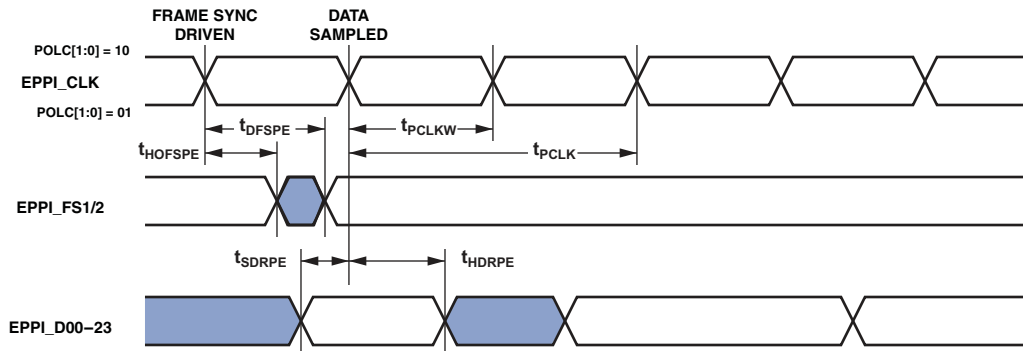 FRAME SYNC
DRIVEN
DATA
SAMPLED
POLC[1:0] = 10
EPPI_CLK
POLC[1:0] = 01
tDFSPE
tPCLKW
tHOFSPE
tPCLK
EPPI_FS1/2
tSDRPE
tHDRPE
EPPI_D00–23